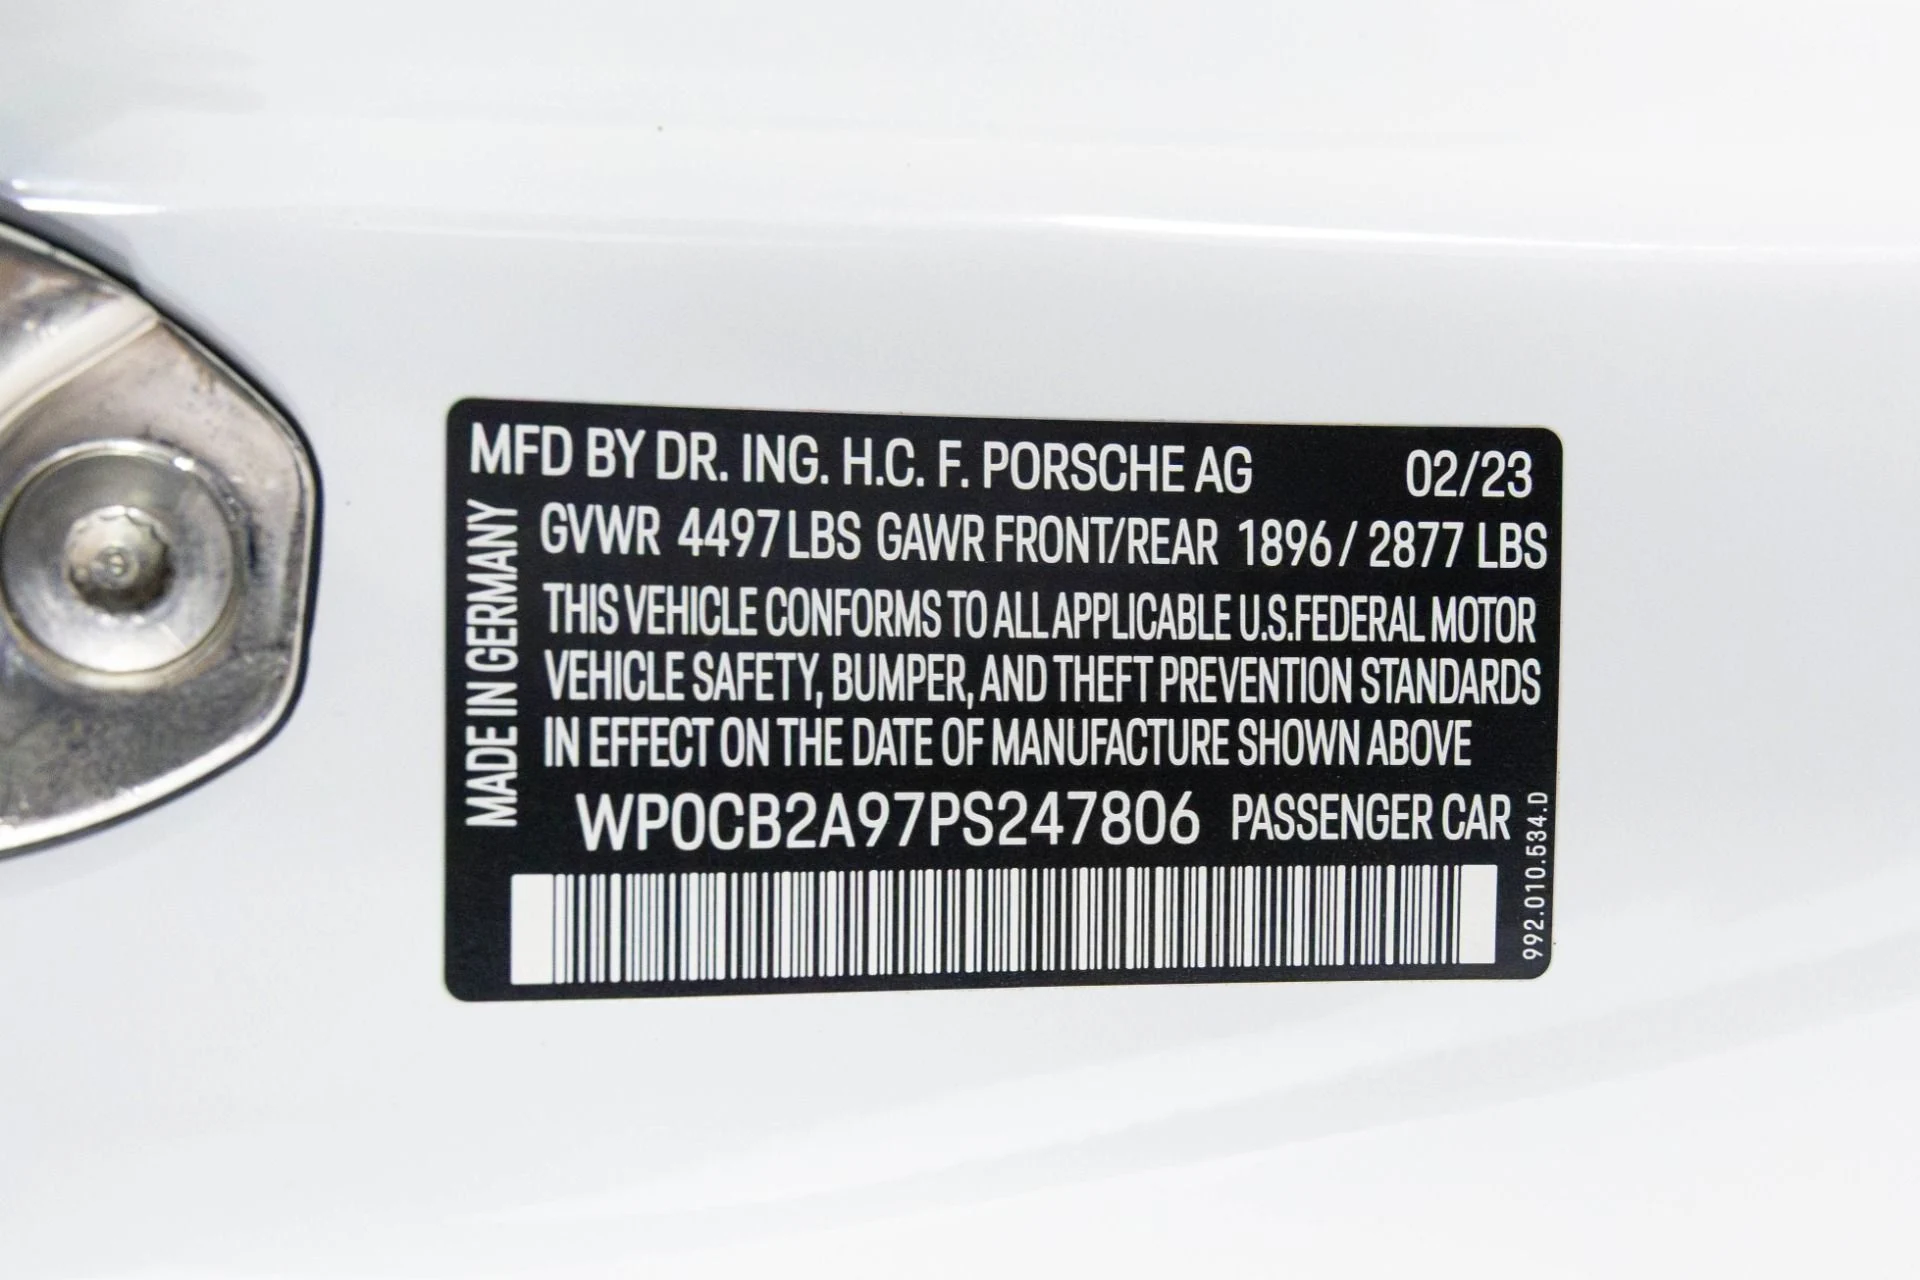 MFD BY DR. ING. H.C. F. PORSCHE AG 02/23
MADE IN GERMANY
GVWR 4497 LBS GAWR FRONT/REAR 1896 / 2877 LBS
THIS VEHICLE CONFORMS TO ALL APPLICABLE U.S.FEDERAL MOTOR
VEHICLE SAFETY, BUMPER, AND THEFT PREVENTION STANDARDS
IN EFFECT ON THE DATE OF MANUFACTURE SHOWN ABOVE
WP0CB2A97PS247806 PASSENGER CAR
992.010.534.D